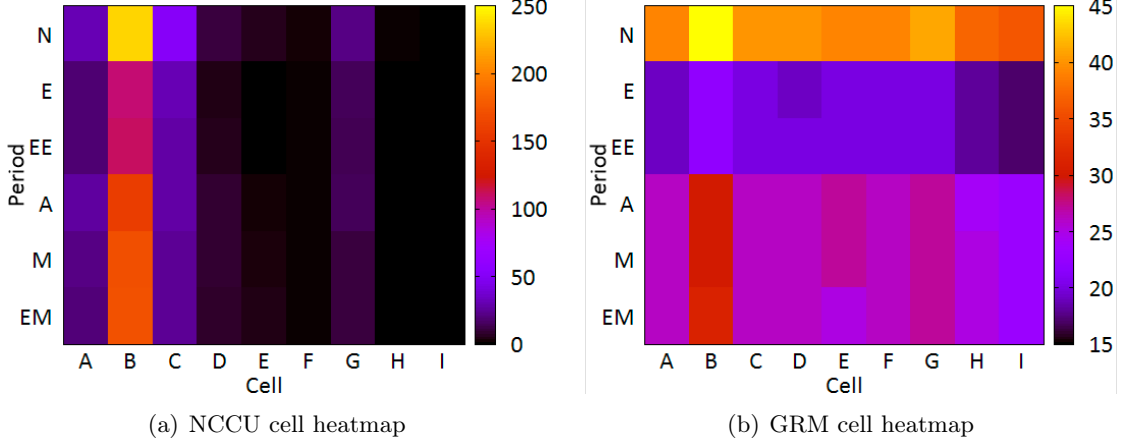 N
E
EE
A
M
EM
Period
A B C D E F G H I
Cell
250
200
150
100
50
0
(a) NCCU cell heatmap
N
E
EE
A
M
EM
Period
A B C D E F G H I
Cell
45
40
35
30
25
20
15
(b) GRM cell heatmap